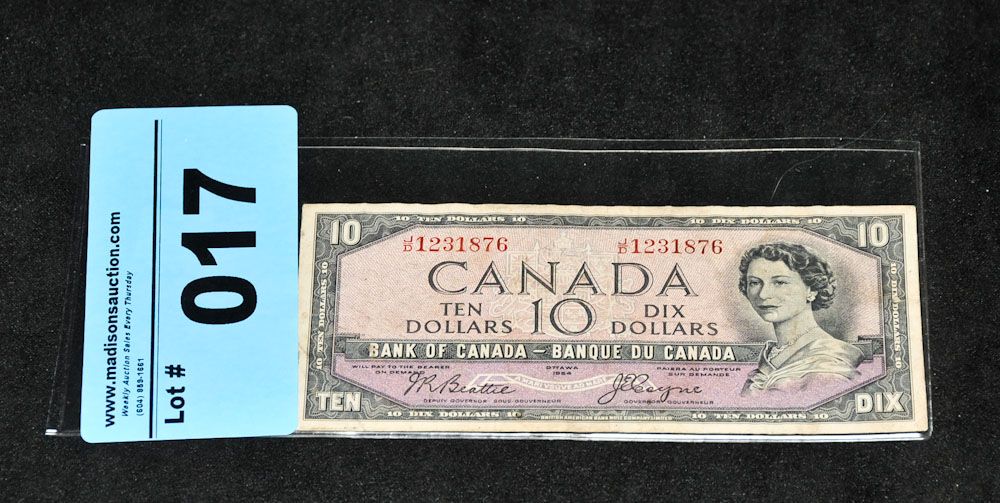 www.madisonsauction.com
Weekly Auction Sales Every Thursday
Lot #
017
10 TEN DOLLARS 10
10 DIX DOLLARS 10
10
10
J/D 1231876
J/D 1231876
CANADA
TEN DOLLARS
10
DIX DOLLARS
BANK OF CANADA – BANQUE DU CANADA
WILL PAY TO THE BEARER
ON DEMAND
OTTAWA
1954
PAIERA AU PORTEUR
SUR DEMANDE
JR Beattie
J E Coyne
DEPUTY GOVERNOR SOUS-GOUVERNEUR
GOVERNOR GOUVERNEUR
TEN
DIX
10 DIX DOLLARS 10
10 TEN DOLLARS 10